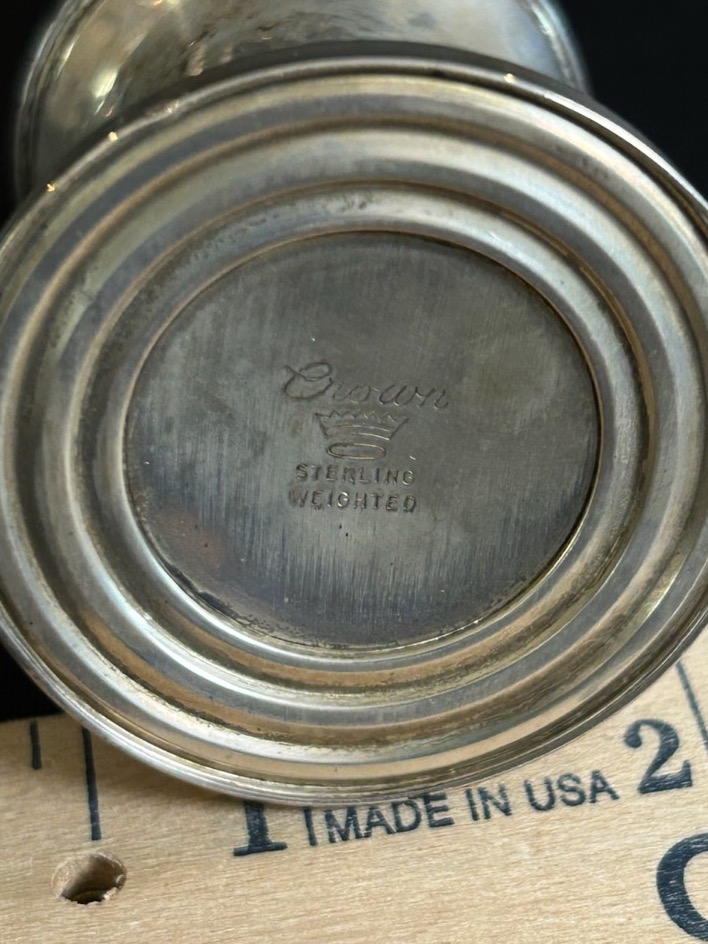 Crown
STERLING
WEIGHTED
1 MADE IN USA 2